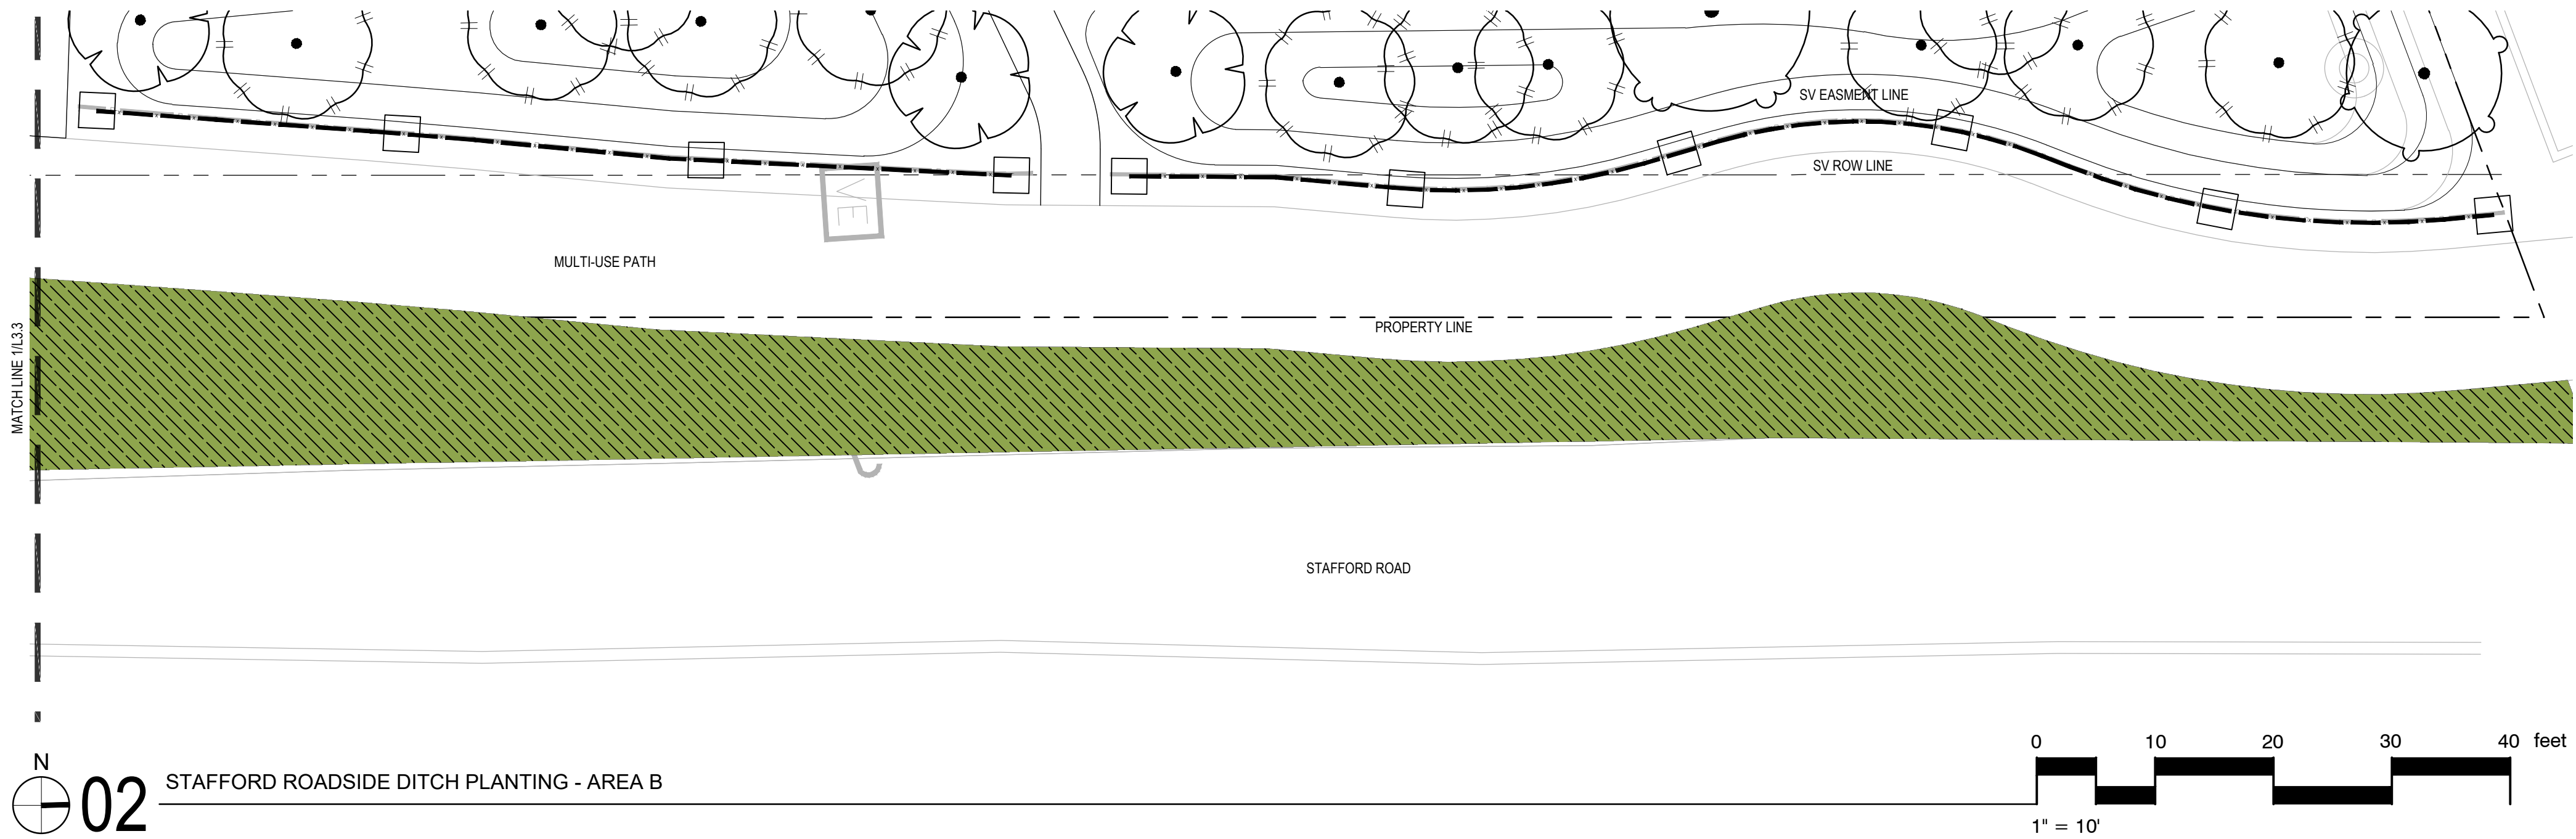 SV EASMENT LINE
SV ROW LINE
EV
MULTI-USE PATH
PROPERTY LINE
MATCH LINE 1/L3.3
STAFFORD ROAD
N
02
STAFFORD ROADSIDE DITCH PLANTING - AREA B
0 10 20 30 40 feet
1" = 10'